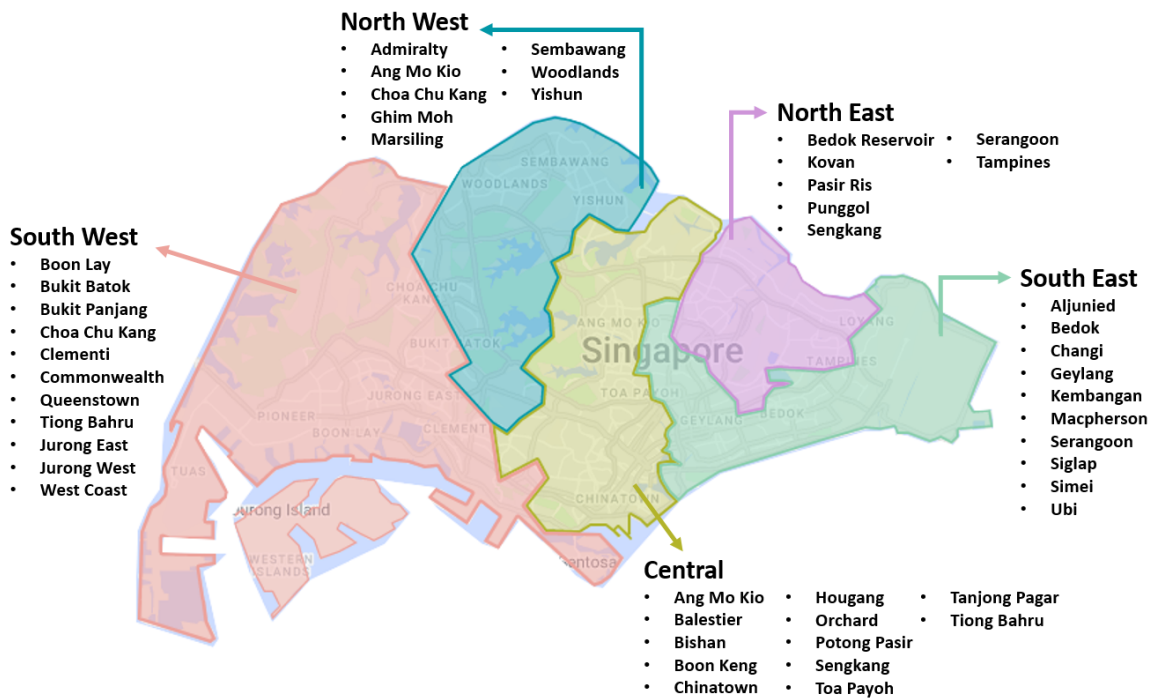 North West
• Admiralty
• Ang Mo Kio
• Choa Chu Kang
• Ghim Moh
• Marsiling
• Sembawang
• Woodlands
• Yishun
North East
• Bedok Reservoir
• Kovan
• Pasir Ris
• Punggol
• Sengkang
• Serangoon
• Tampines
South West
• Boon Lay
• Bukit Batok
• Bukit Panjang
• Choa Chu Kang
• Clementi
• Commonwealth
• Queenstown
• Tiong Bahru
• Jurong East
• Jurong West
• West Coast
South East
• Aljunied
• Bedok
• Changi
• Geylang
• Kembangan
• Macpherson
• Serangoon
• Siglap
• Simei
• Ubi
SEMBAWANG
WOODLANDS
YISHUN
CHOA CHU
KANG
ANG MO KIO
LOYANG
BUKIT BATOK
Singapore
TAMPINES
JURONG EAST
TOA PAYOH
PIONEER
BEDOK
GEYLANG
BOON LAY
CLEMENTI
TUAS
CHINATOWN
Jurong Island
WESTERN
ISLANDS
Sentosa
Central
• Ang Mo Kio
• Balestier
• Bishan
• Boon Keng
• Chinatown
• Hougang
• Orchard
• Potong Pasir
• Sengkang
• Toa Payoh
• Tanjong Pagar
• Tiong Bahru